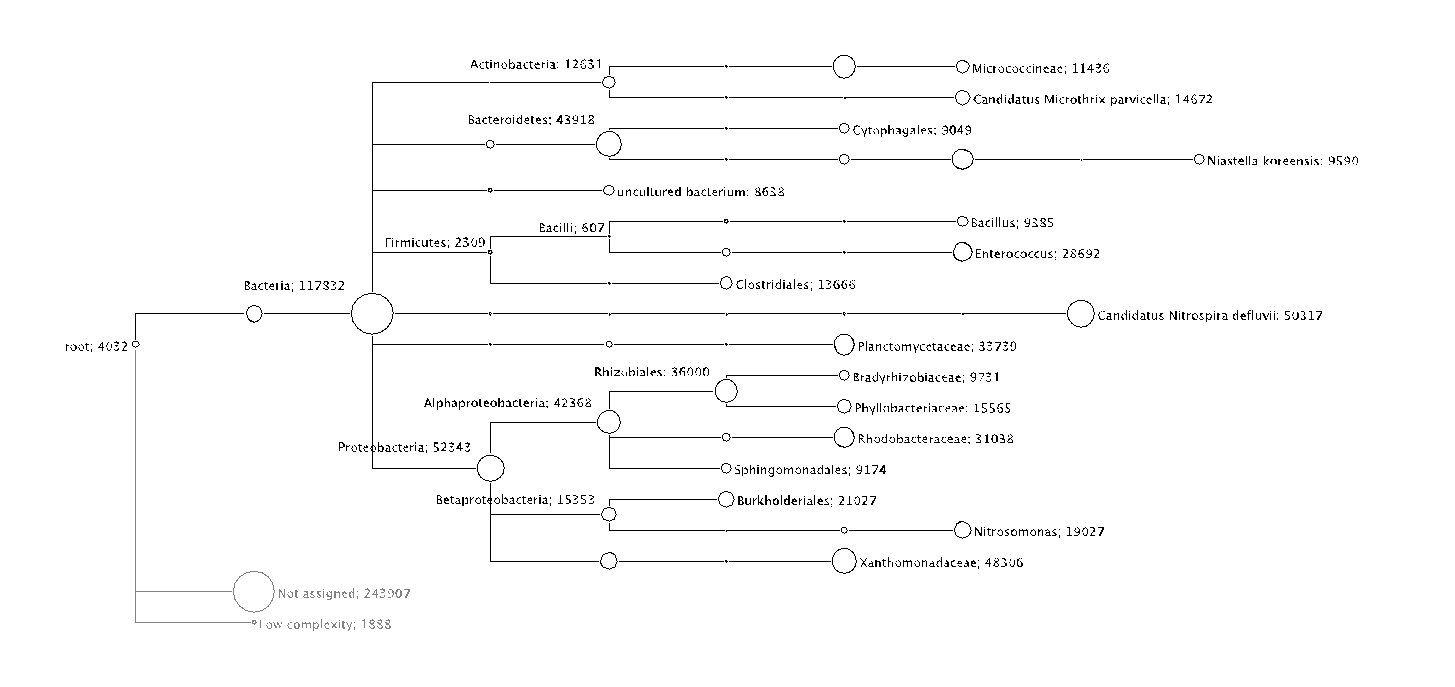 Actinobacteria: 12631
Micrococcineae; 11436
Candidatus Microthrix parvicella; 14672
Bacteroidetes; 43918
Cytophagales; 9049
Niastella koreensis: 9590
uncultured bacterium: 8638
Bacillus; 9385
Bacilli; 607
Firmicutes; 2309
Enterococcus; 28692
Clostridiales; 13666
Bacteria; 117832
Candidatus Nitrospira defluvii: 50317
root; 4032
Planctomycetaceae; 33739
Rhizobiales: 36000
Bradyrhizobiaceae; 9731
Alphaproteobacteria; 42368
Phyllobacteriaceae: 15565
Rhodobacteraceae; 31038
Proteobacteria; 52343
Sphingomonadales; 9174
Betaproteobacteria; 15353
Burkholderiales; 21027
Nitrosomonas; 19027
Xanthomonadaceae; 48306
Not assigned; 243907
Low complexity; 1888